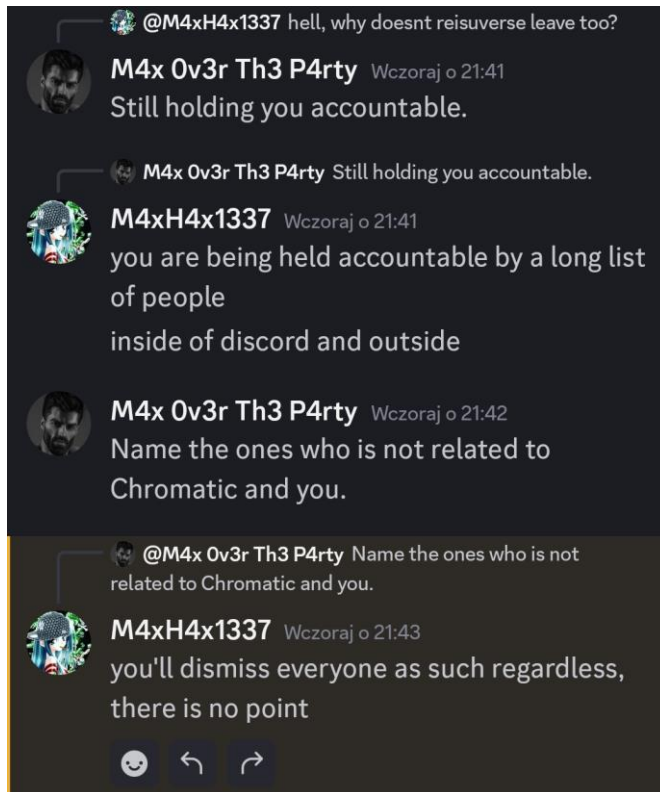 @M4xH4x1337 hell, why doesnt reisuverse leave too?
M4x 0v3r Th3 P4rty Wczoraj o 21:41
Still holding you accountable.
M4x 0v3r Th3 P4rty Still holding you accountable.
M4xH4x1337 Wczoraj o 21:41
you are being held accountable by a long list
of people
inside of discord and outside
M4x 0v3r Th3 P4rty Wczoraj o 21:42
Name the ones who is not related to
Chromatic and you.
@M4x 0v3r Th3 P4rty Name the ones who is not
related to Chromatic and you.
M4xH4x1337 Wczoraj o 21:43
you'll dismiss everyone as such regardless,
there is no point